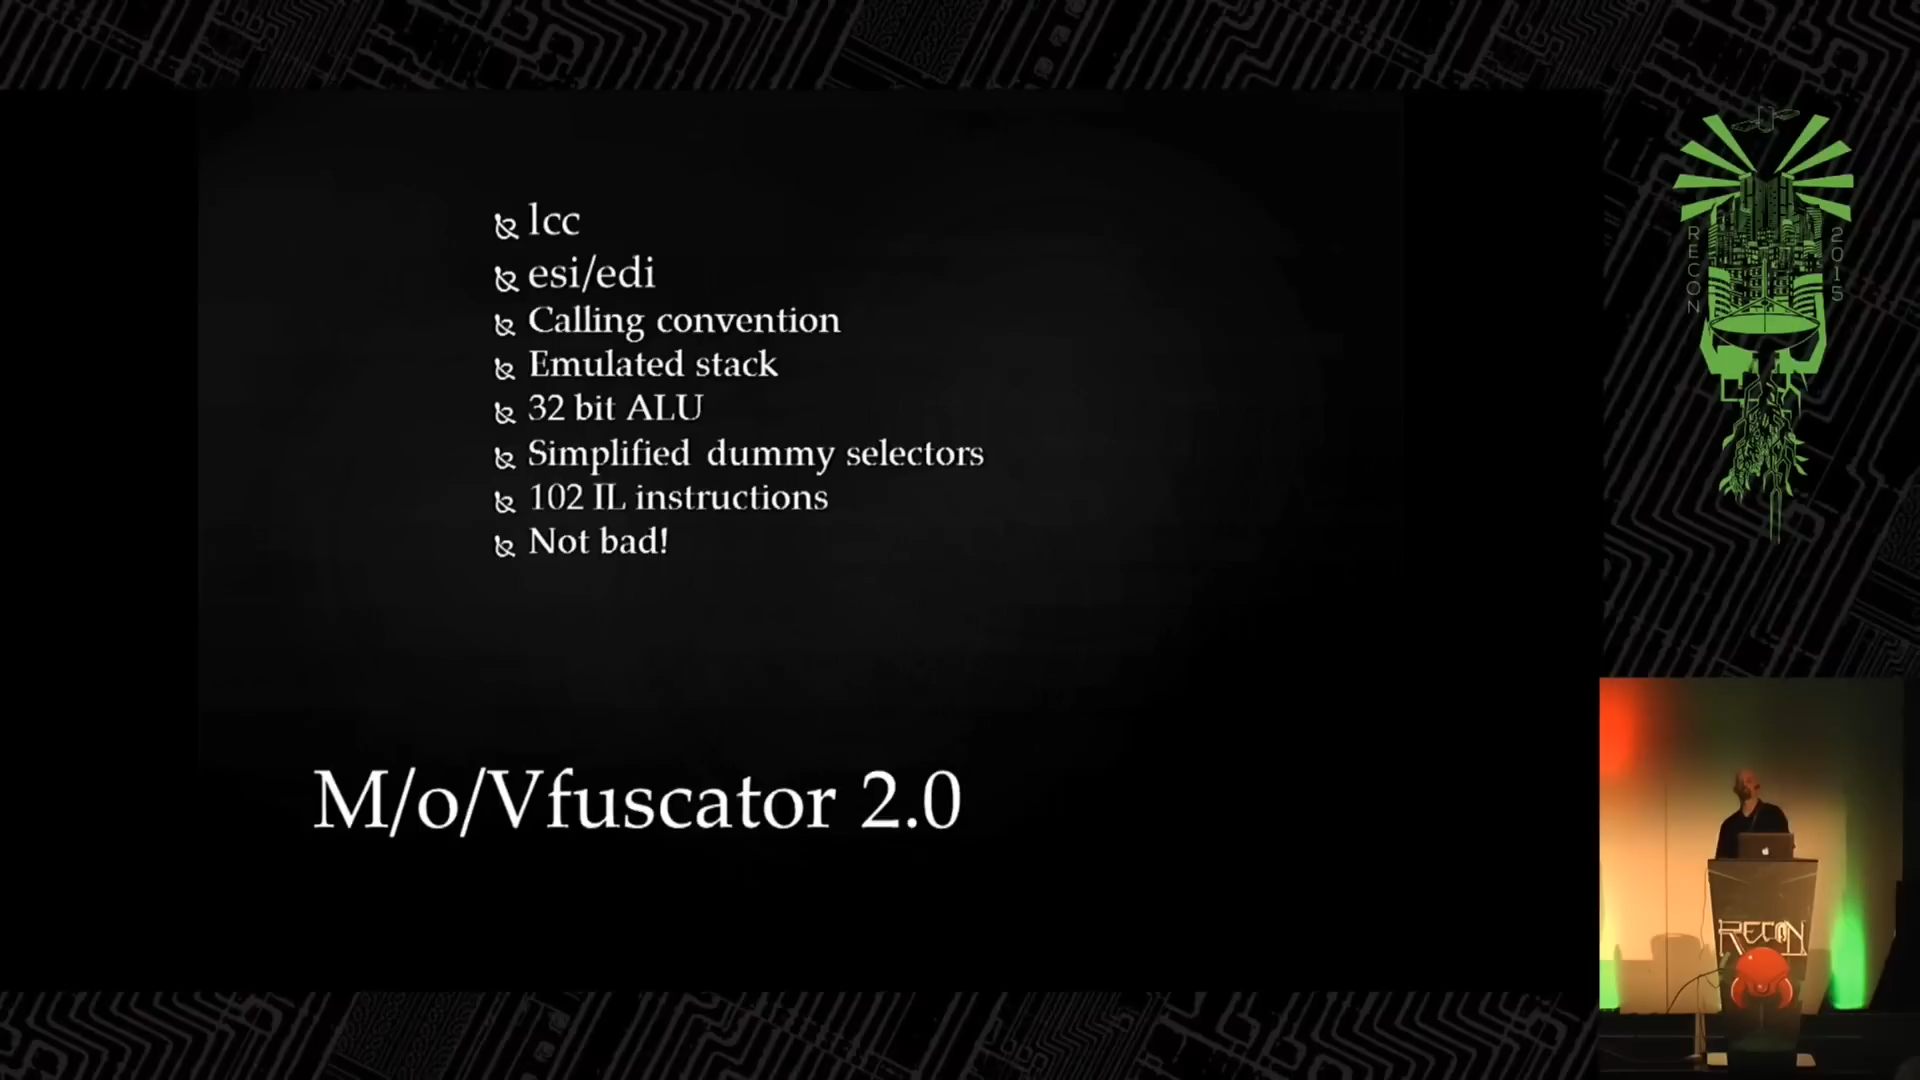 lcc
esi/edi
Calling convention
Emulated stack
32 bit ALU
Simplified dummy selectors
102 IL instructions
Not bad!
M/o/Vfuscator 2.0
RECON
2015
RECON